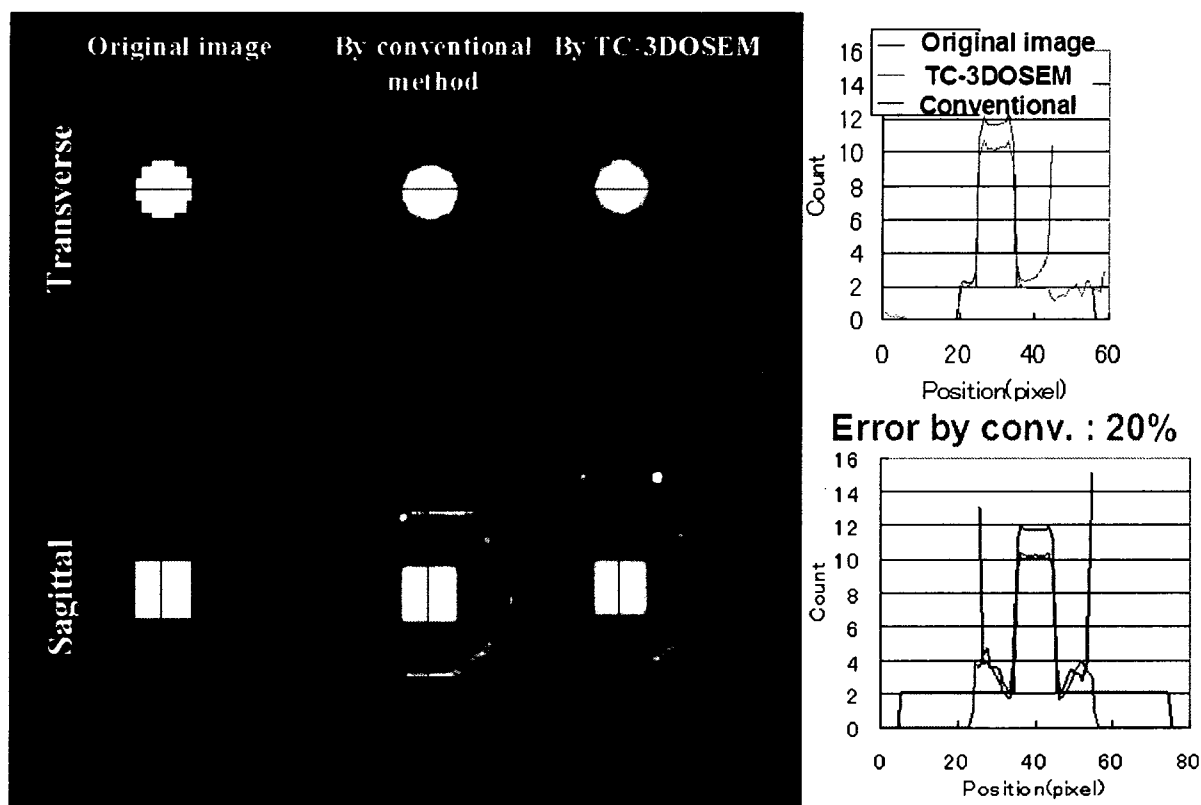 Original image
By conventional
method
By TC-3DOSEM
Transverse
Sagittal
16
14
12
10
8
6
4
2
0
Count
Original image
TC-3DOSEM
Conventional
0 20 40 60
Position(pixel)
Error by conv. : 20%
16
14
12
10
8
6
4
2
0
Count
0 20 40 60 80
Position(pixel)